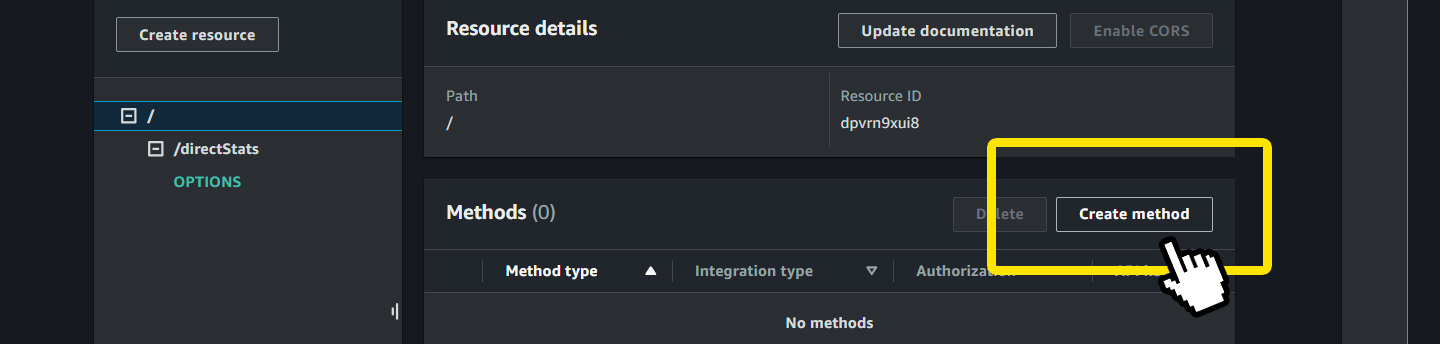 Create resource
/
/directStats
OPTIONS
Resource details
Update documentation
Enable CORS
Path
Resource ID
/
dpvrn9xui8
Methods (0)
Delete
Create method
Method type
Integration type
Authorization
No methods